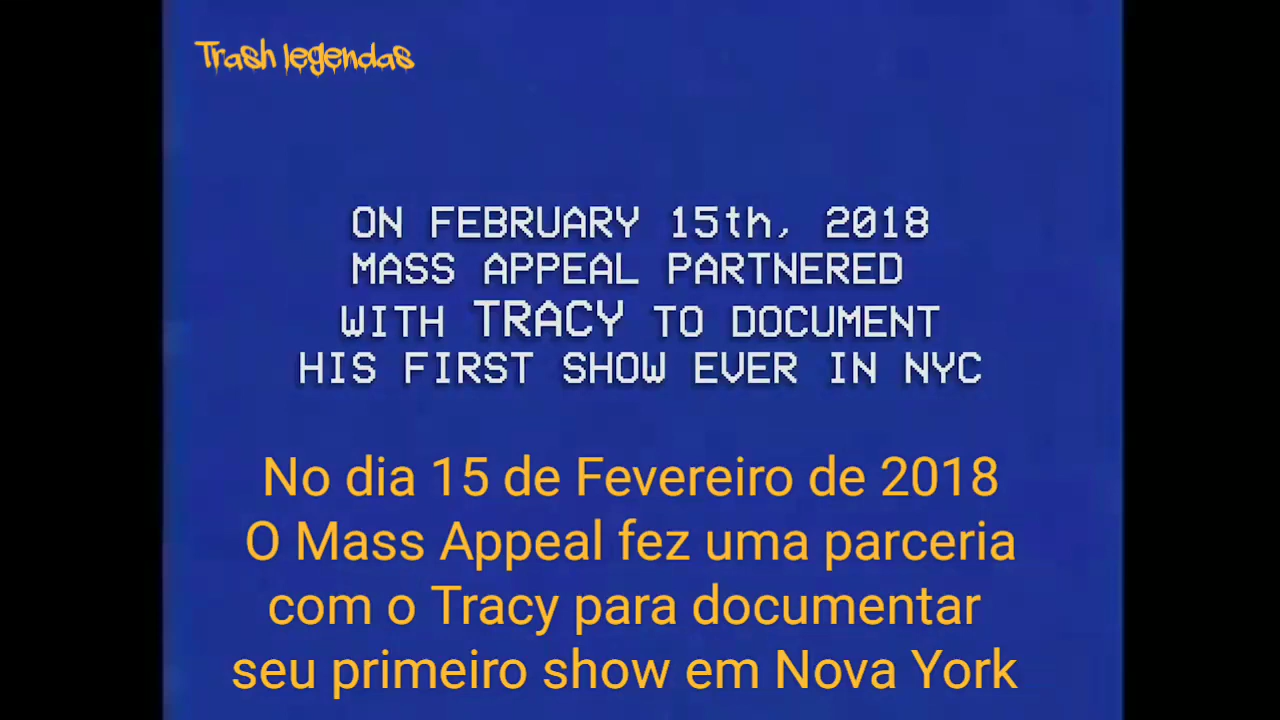 Trash legendas
ON FEBRUARY 15th, 2018
MASS APPEAL PARTNERED
WITH TRACY TO DOCUMENT
HIS FIRST SHOW EVER IN NYC
No dia 15 de Fevereiro de 2018
O Mass Appeal fez uma parceria
com o Tracy para documentar
seu primeiro show em Nova York